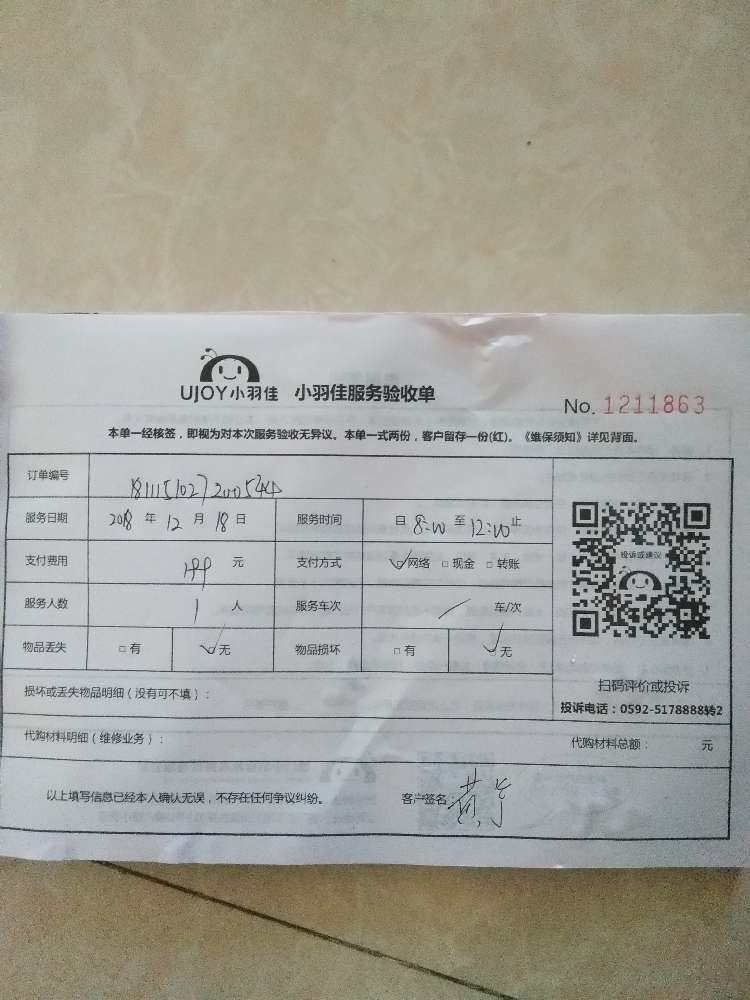 UJOY小羽佳 小羽佳服务验收单
No. 1211863
本单一经核签，即视为对本次服务验收无异议。本单一式两份，客户留存一份(红)。《维保须知》详见背面。
订单编号
服务日期 2018 年 12 月 18 日 服务时间 自 8:00 至 12:00 止
支付费用 199 元 支付方式 ☑网络 □现金 □转账
服务人数 1 人 服务车次 / 车/次
物品丢失 □有 ☑无 物品损坏 □有 ☑无
投诉或建议
扫码评价或投诉
投诉电话：0592-5178888转2
损坏或丢失物品明细（没有可不填）：
代购材料明细（维修业务）： 代购材料总额： 元
以上填写信息已经本人确认无误，不存在任何争议纠纷。 客户签名：黄